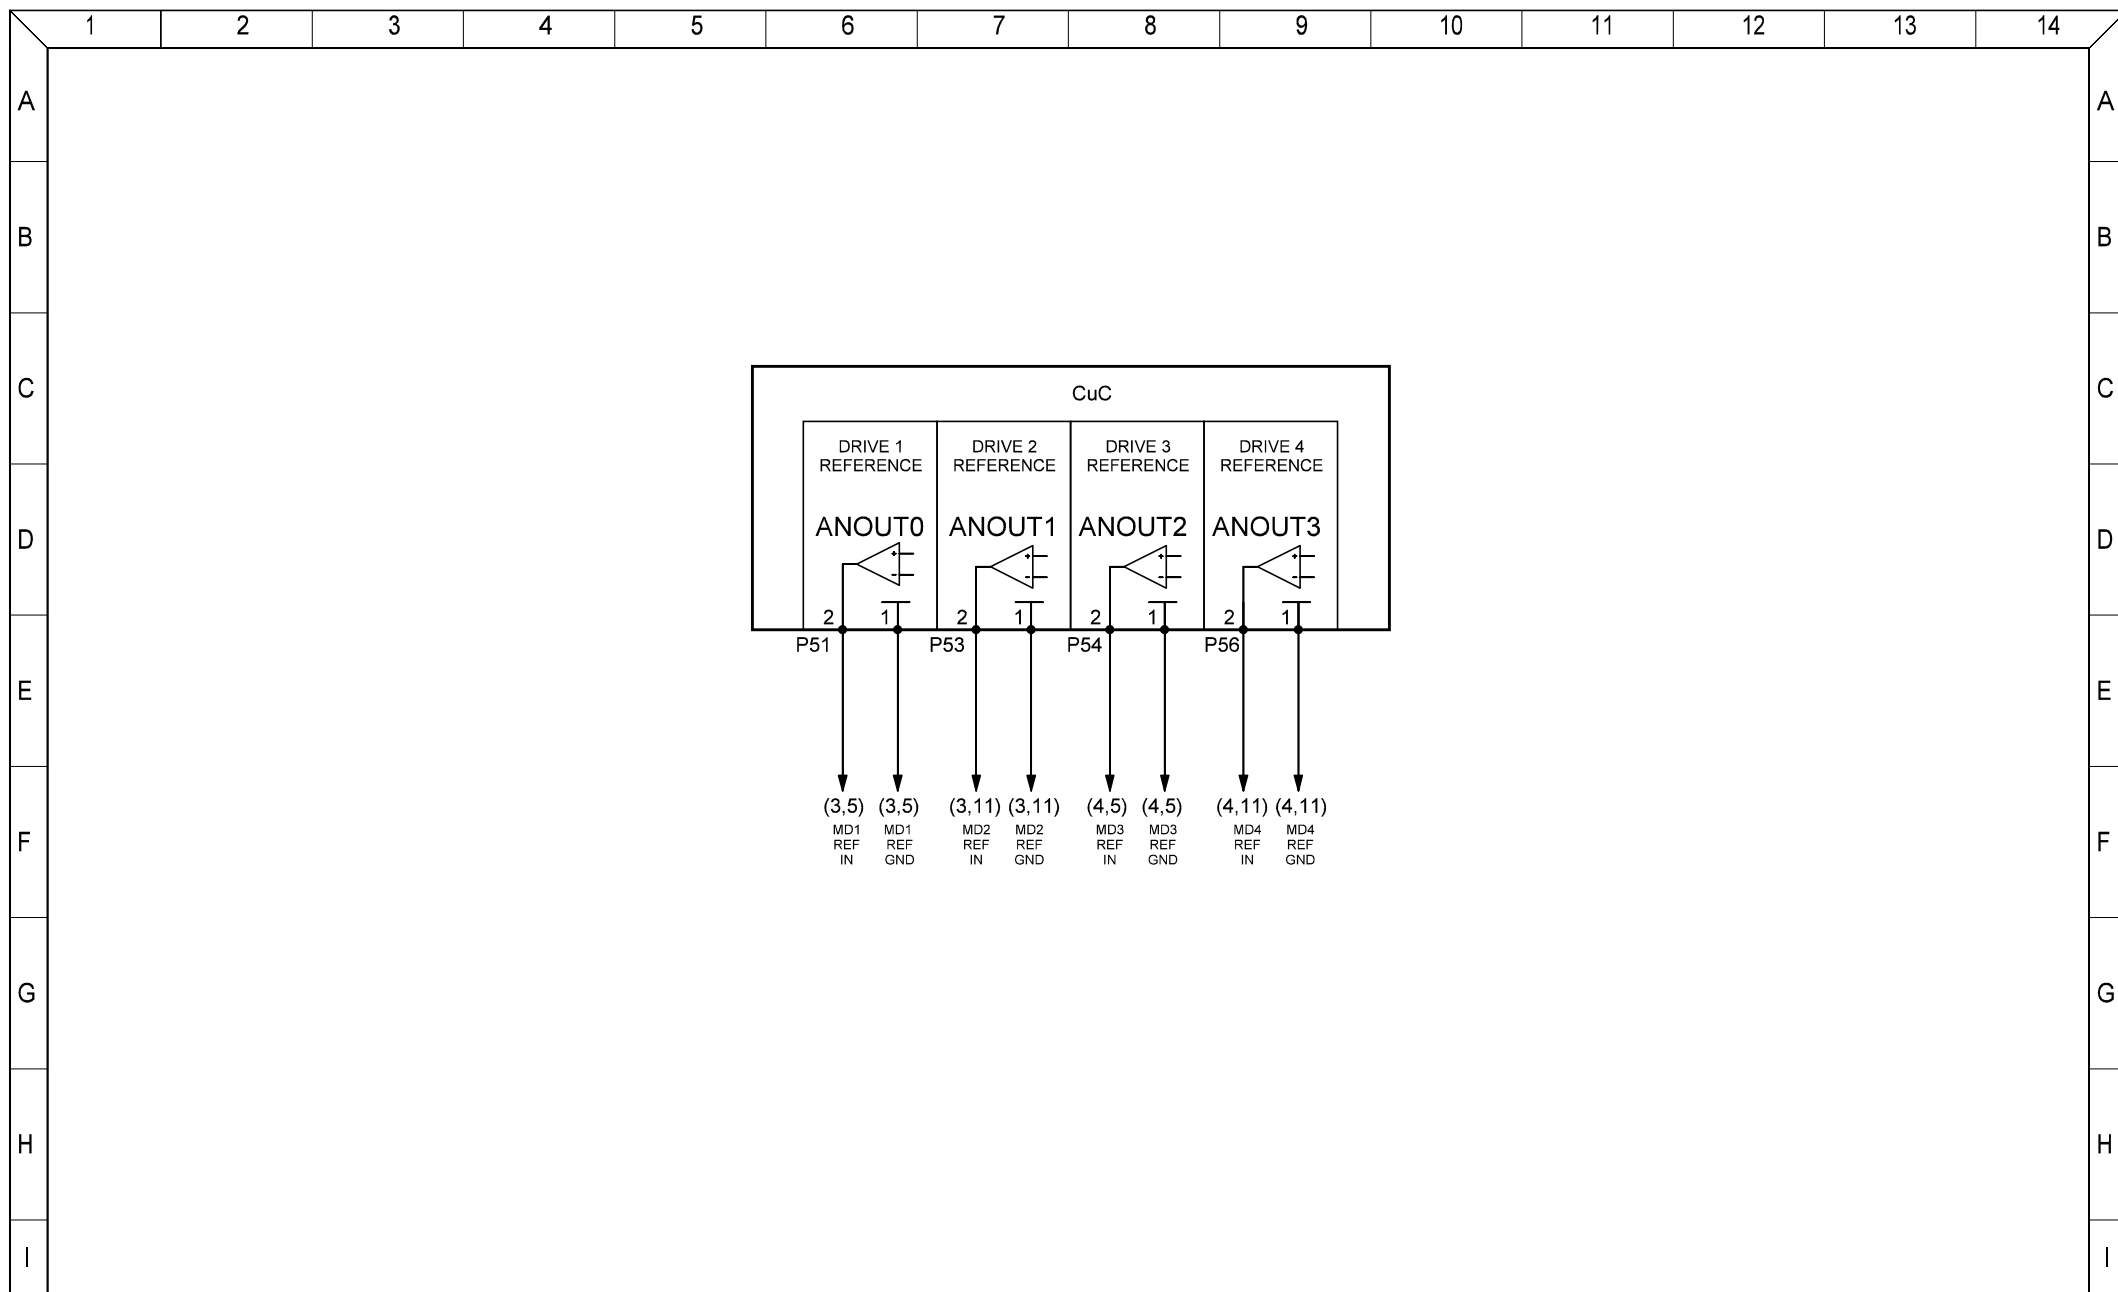 1 2 3 4 5 6 7 8 9 10 11 12 13 14
A A
B B
C C
CuC
DRIVE 1 DRIVE 2 DRIVE 3 DRIVE 4
REFERENCE REFERENCE REFERENCE REFERENCE
D D
ANOUT0 ANOUT1 ANOUT2 ANOUT3
+ + + +
- - - -
2 1 2 1 2 1 2 1
P51 P53 P54 P56
E E
(3,5) (3,5) (3,11) (3,11) (4,5) (4,5) (4,11) (4,11)
MD1 MD1 MD2 MD2 MD3 MD3 MD4 MD4
F REF REF REF REF REF REF REF REF F
IN GND IN GND IN GND IN GND
G G
H H
I I